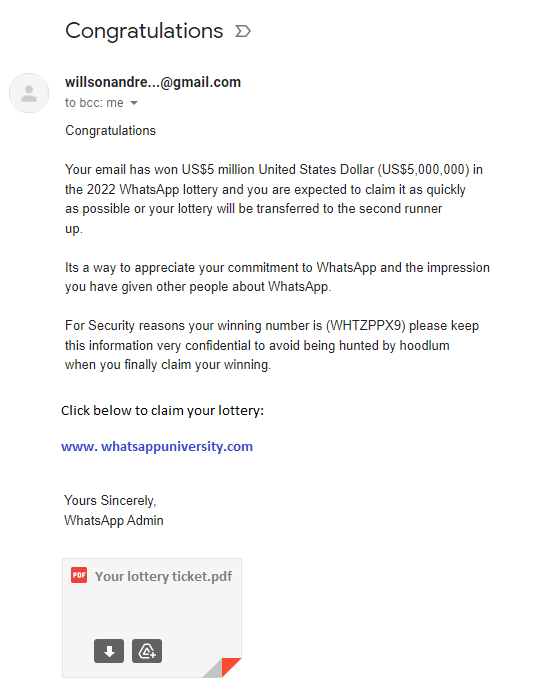 Congratulations
willsonandre...@gmail.com
to bcc: me
Congratulations
Your email has won US$5 million United States Dollar (US$5,000,000) in
the 2022 WhatsApp lottery and you are expected to claim it as quickly
as possible or your lottery will be transferred to the second runner
up.
Its a way to appreciate your commitment to WhatsApp and the impression
you have given other people about WhatsApp.
For Security reasons your winning number is (WHTZPPX9) please keep
this information very confidential to avoid being hunted by hoodlum
when you finally claim your winning.
Click below to claim your lottery:
www. whatsappuniversity.com
Yours Sincerely,
WhatsApp Admin
PDF Your lottery ticket.pdf